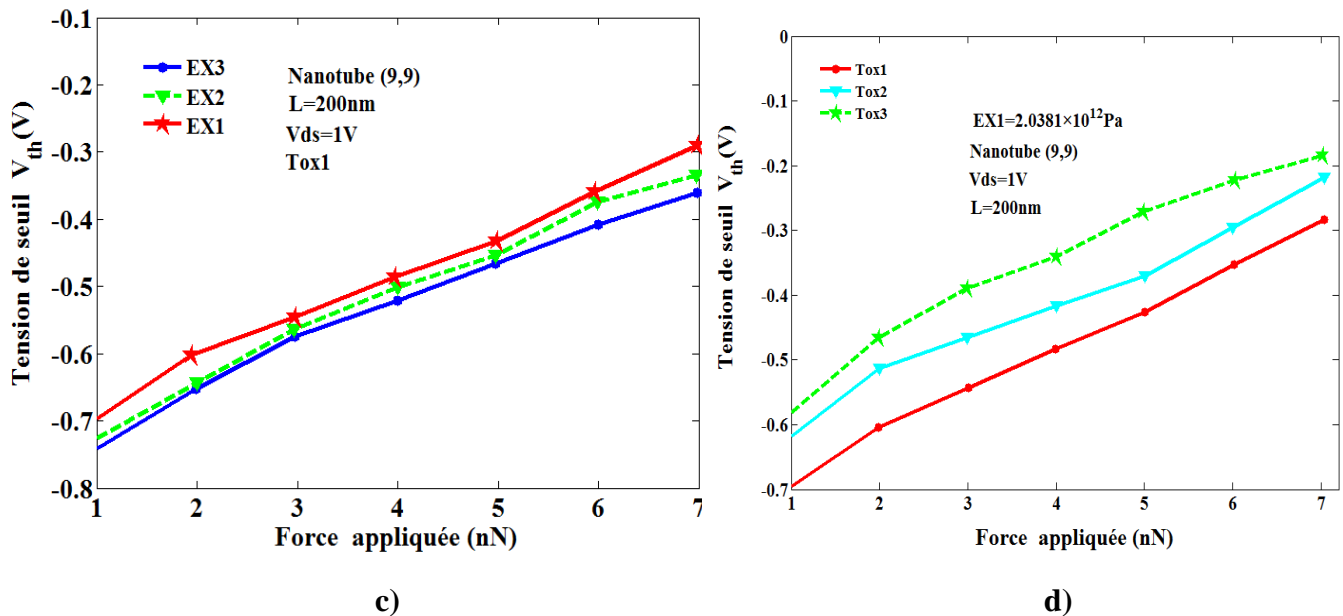 -0.1
-0.2
-0.3
-0.4
-0.5
-0.6
-0.7
-0.8
Tension de seuil V_th(V)
EX3
EX2
EX1
Nanotube (9,9)
L=200nm
Vds=1V
Tox1
1 2 3 4 5 6 7
Force appliquée (nN)
c)
0
-0.1
-0.2
-0.3
-0.4
-0.5
-0.6
-0.7
Tension de seuil V_th(V)
Tox1
Tox2
Tox3
EX1=2.0381×10¹²Pa
Nanotube (9,9)
Vds=1V
L=200nm
1 2 3 4 5 6 7
Force appliquée (nN)
d)